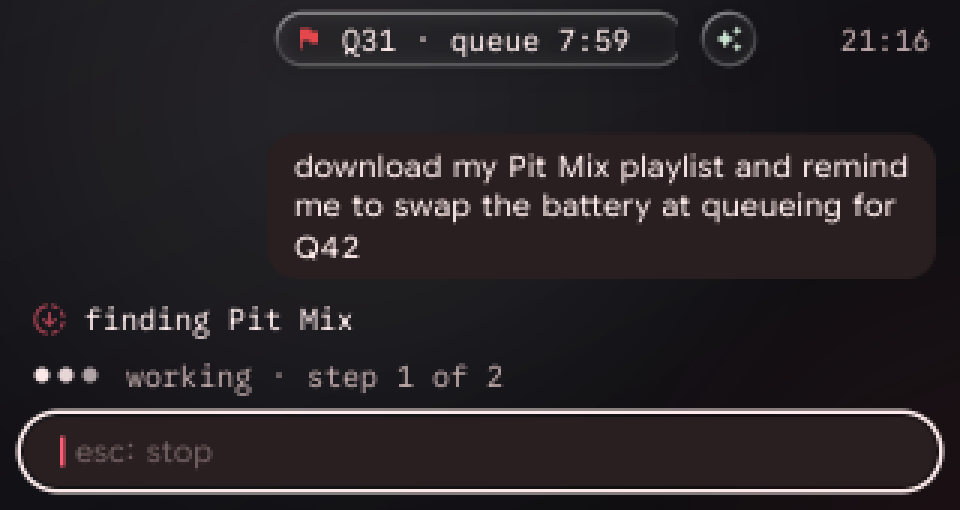 Q31 · queue 7:59
21:16
download my Pit Mix playlist and remind
me to swap the battery at queueing for
Q42
finding Pit Mix
working · step 1 of 2
esc: stop